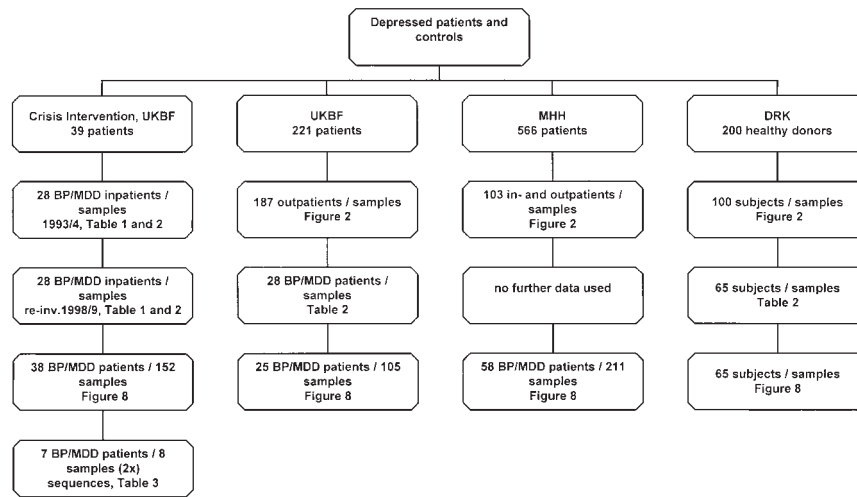 Depressed patients and
controls
Crisis Intervention, UKBF
39 patients
UKBF
221 patients
MHH
566 patients
DRK
200 healthy donors
28 BP/MDD inpatients /
samples
1993/4, Table 1 and 2
187 outpatients / samples
Figure 2
103 in- and outpatients /
samples
Figure 2
100 subjects / samples
Figure 2
28 BP/MDD inpatients /
samples
re-inv.1998/9, Table 1 and 2
28 BP/MDD patients /
samples
Table 2
no further data used
65 subjects / samples
Table 2
38 BP/MDD patients / 152
samples
Figure 8
25 BP/MDD patients / 105
samples
Figure 8
58 BP/MDD patients / 211
samples
Figure 8
65 subjects / samples
Figure 8
7 BP/MDD patients / 8
samples (2x)
sequences, Table 3